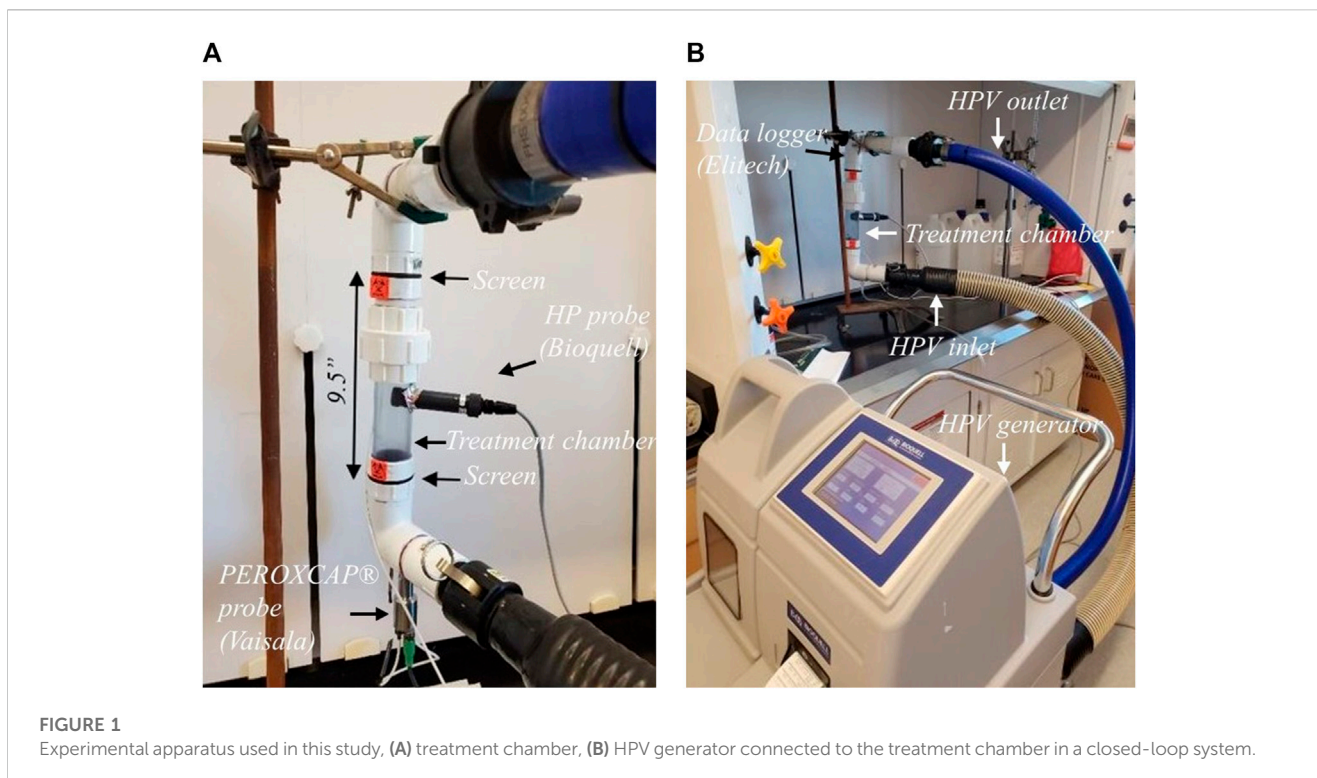 A
B
Screen
HP probe
(Bioquell)
9.5”
Treatment chamber
Screen
PEROXCAP®
probe
(Vaisala)
HPV outlet
Data logger
(Elitech)
Treatment chamber
HPV inlet
HPV generator
BIOQUELL
FIGURE 1
Experimental apparatus used in this study, (A) treatment chamber, (B) HPV generator connected to the treatment chamber in a closed-loop system.